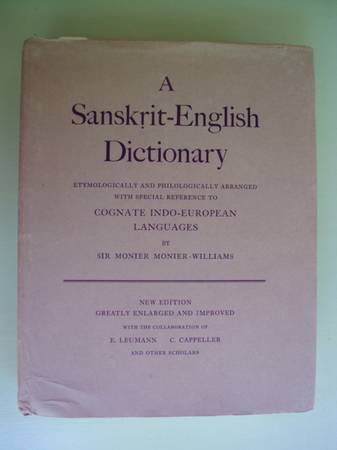 A
Sanskṛit-English
Dictionary
ETYMOLOGICALLY AND PHILOLOGICALLY ARRANGED
WITH SPECIAL REFERENCE TO
COGNATE INDO-EUROPEAN
LANGUAGES
BY
SIR MONIER MONIER-WILLIAMS
NEW EDITION
GREATLY ENLARGED AND IMPROVED
WITH THE COLLABORATION OF
E. LEUMANN C. CAPPELLER
AND OTHER SCHOLARS